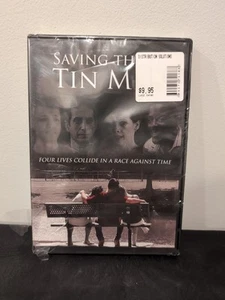 SAVING TH
TIN M
$9.95
FOUR LIVES COLLIDE IN A RACE AGAINST TIME